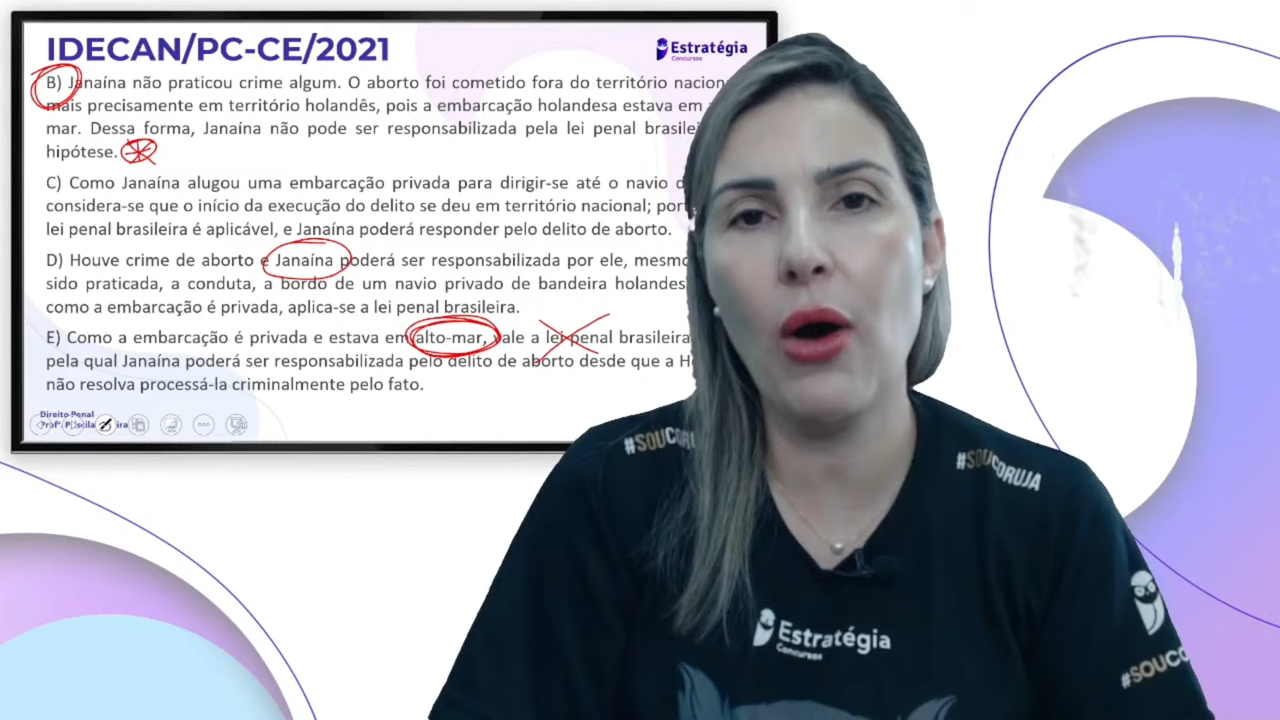 IDECAN/PC-CE/2021
Estratégia
Concursos
B) Janaína não praticou crime algum. O aborto foi cometido fora do território
mais precisamente em território holandês, pois a embarcação holandesa estava em
mar. Dessa forma, Janaína não pode ser responsabilizada pela lei penal
hipótese.
C) Como Janaína alugou uma embarcação privada para dirigir-se até o navio
considera-se que o início da execução do delito se deu em território nacional;
lei penal brasileira é aplicável, e Janaína poderá responder pelo delito de aborto.
D) Houve crime de aborto e Janaína poderá ser responsabilizada por ele, mesmo
sido praticada, a conduta, a bordo de um navio privado de bandeira
como a embarcação é privada, aplica-se a lei penal brasileira.
E) Como a embarcação é privada e estava em alto-mar, vale a lei penal brasileira
pela qual Janaína poderá ser responsabilizada pelo delito de aborto desde que a
não resolva processá-la criminalmente pelo fato.
Direito Penal
#SOUCORUJA
Estratégia
Concursos